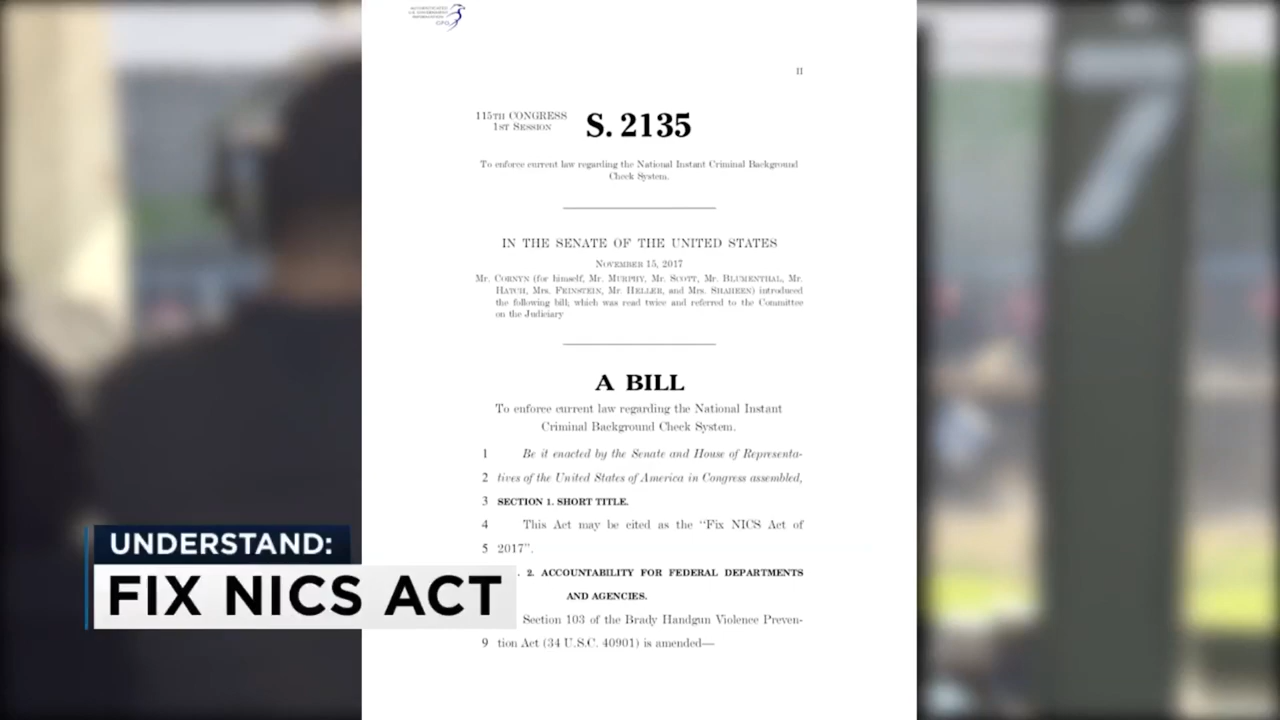 AUTHENTICATED
U.S. GOVERNMENT
INFORMATION
GPO
II
115TH CONGRESS
1ST SESSION
S. 2135
To enforce current law regarding the National Instant Criminal Background
Check System.
IN THE SENATE OF THE UNITED STATES
NOVEMBER 15, 2017
Mr. CORNYN (for himself, Mr. MURPHY, Mr. SCOTT, Mr. BLUMENTHAL, Mr.
HATCH, Mrs. FEINSTEIN, Mr. HELLER, and Mrs. SHAHEEN) introduced
the following bill; which was read twice and referred to the Committee
on the Judiciary
A BILL
To enforce current law regarding the National Instant
Criminal Background Check System.
1 Be it enacted by the Senate and House of Representa-
2 tives of the United States of America in Congress assembled,
3 SECTION 1. SHORT TITLE.
4 This Act may be cited as the ‘‘Fix NICS Act of
5 2017’’.
. 2. ACCOUNTABILITY FOR FEDERAL DEPARTMENTS
AND AGENCIES.
Section 103 of the Brady Handgun Violence Preven-
9 tion Act (34 U.S.C. 40901) is amended—
UNDERSTAND:
FIX NICS ACT
7